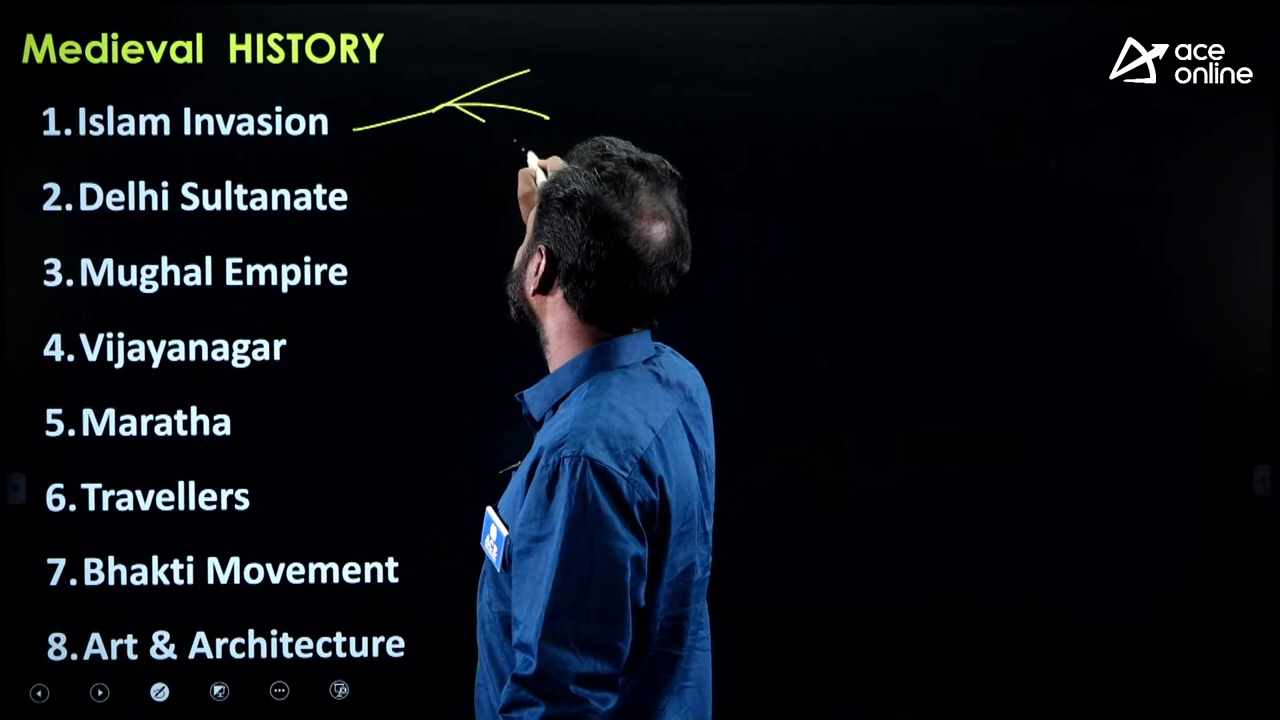 Medieval HISTORY
ace
online
1. Islam Invasion
2. Delhi Sultanate
3. Mughal Empire
4. Vijayanagar
5. Maratha
6. Travellers
7. Bhakti Movement
8. Art & Architecture